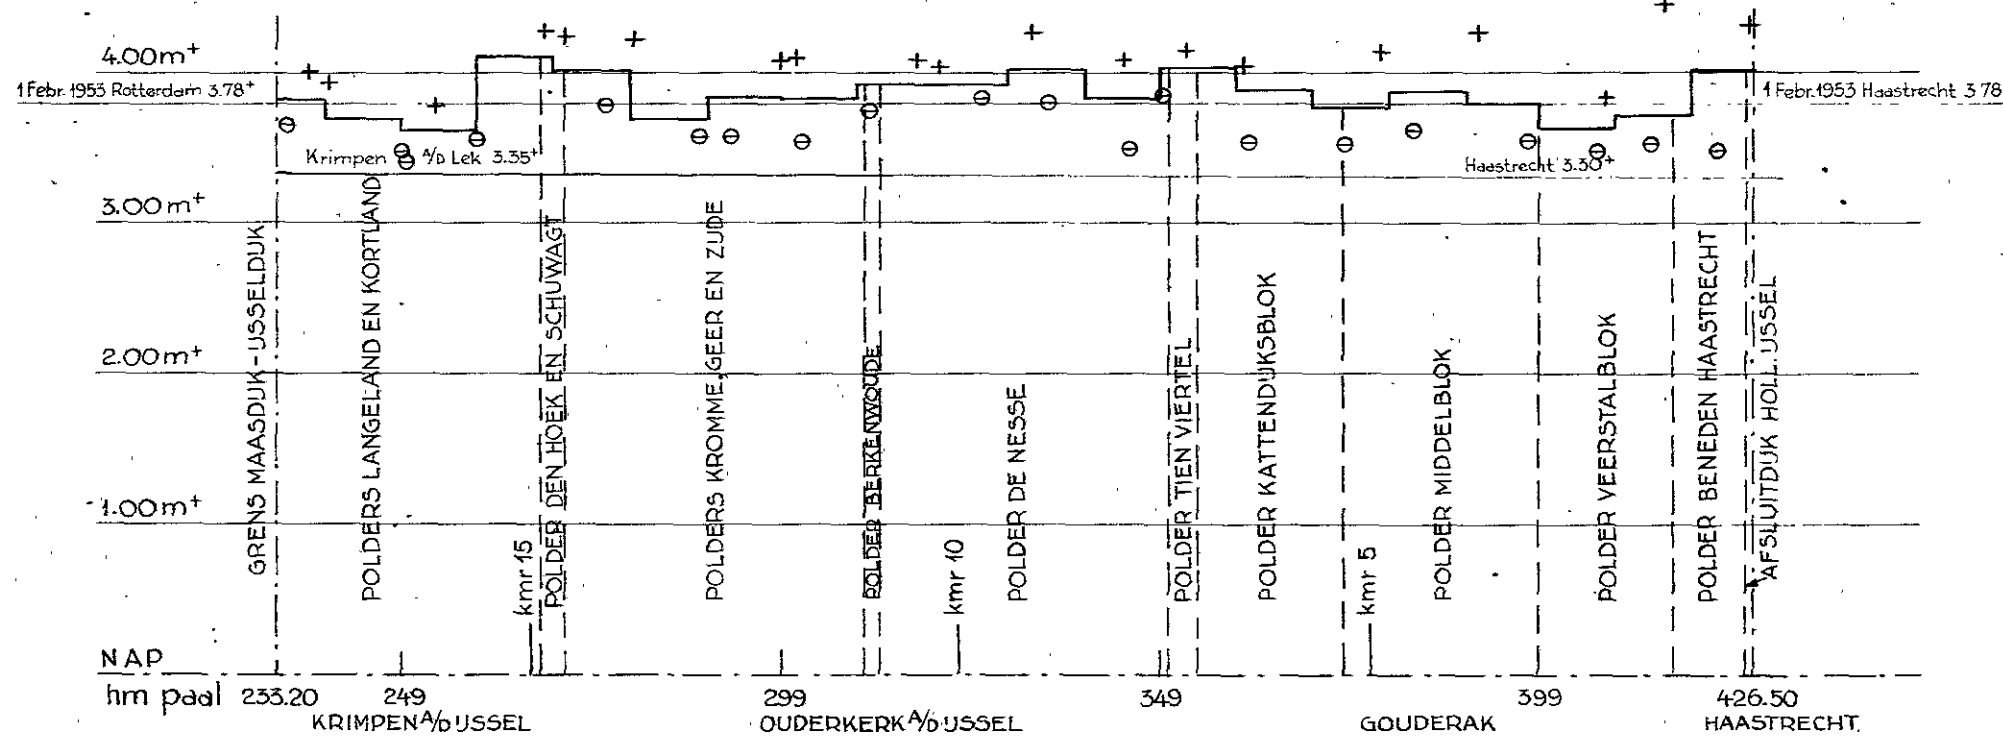 4.00m+
1 Febr. 1953 Rotterdam 3.78+
1 Febr. 1953 Haastrecht 3.78
Krimpen A/D Lek 3.35+
Haastrecht 3.30+
3.00m+
2.00m+
1.00m+
GRENS MAASDIJK-IJSSELDIJK
POLDERS LANGELAND EN KORTLAND
kmr 15
POLDER DEN HOEK EN SCHUWAGT
POLDERS KROMME, GEER EN ZIJDE
POLDER BERKENWOUDE
kmr 10
POLDER DE NESSE
POLDER TIEN VIERTEL
POLDER KATTENDIJKSBLOK
kmr 5
POLDER MIDDELBLOK
POLDER VEERSTALBLOK
POLDER BENEDEN HAASTRECHT
AFSLUITDIJK HOLL. IJSSEL
NAP
hm paal 233.20 249 299 349 399 426.50
KRIMPEN A/D IJSSEL OUDERKERK A/D IJSSEL GOUDERAK HAASTRECHT